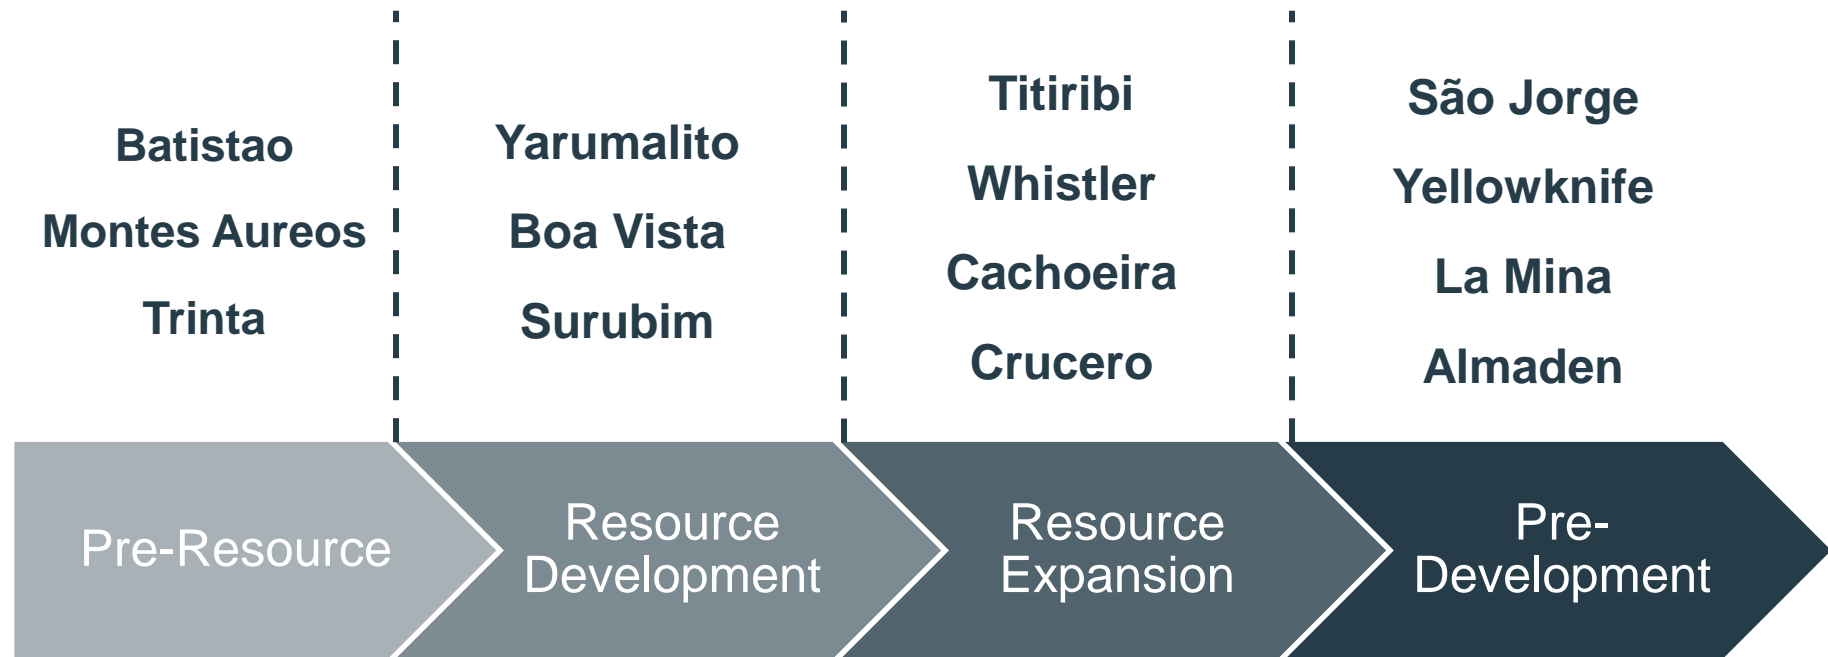 Batistao
Montes Aureos
Trinta
Yarumalito
Boa Vista
Surubim
Titiribi
Whistler
Cachoeira
Crucero
São Jorge
Yellowknife
La Mina
Almaden
Pre-Resource
Resource
Development
Resource
Expansion
Pre-
Development